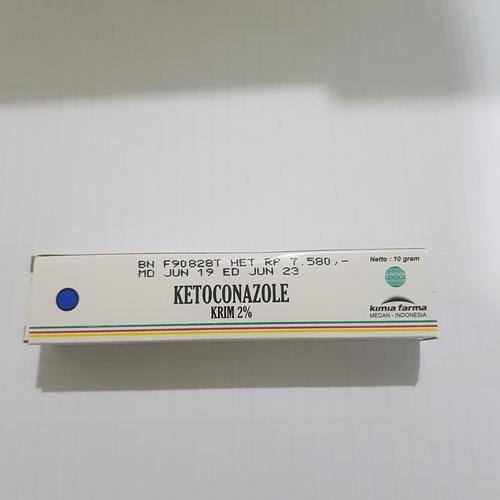 BN F90828T HET RP 7.580,-
MD JUN 19 ED JUN 23
Netto : 10 gram
GENERIK
KETOCONAZOLE
KRIM 2%
kimia farma
MEDAN - INDONESIA